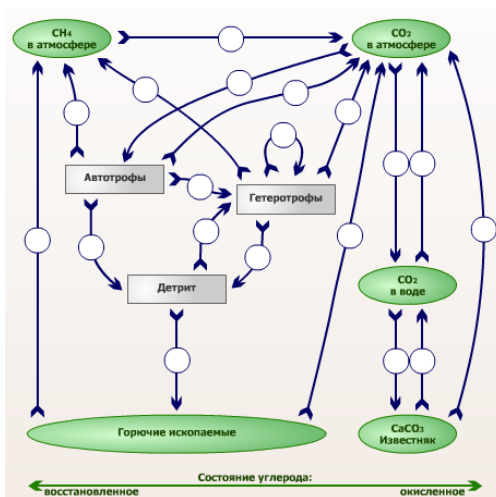 CH₄
в атмосфере
CO₂
в атмосфере
Автотрофы
Гетеротрофы
Детрит
CO₂
в воде
Горючие ископаемые
CaCO₃
Известняк
Состояние углерода:
восстановленное
окисленное